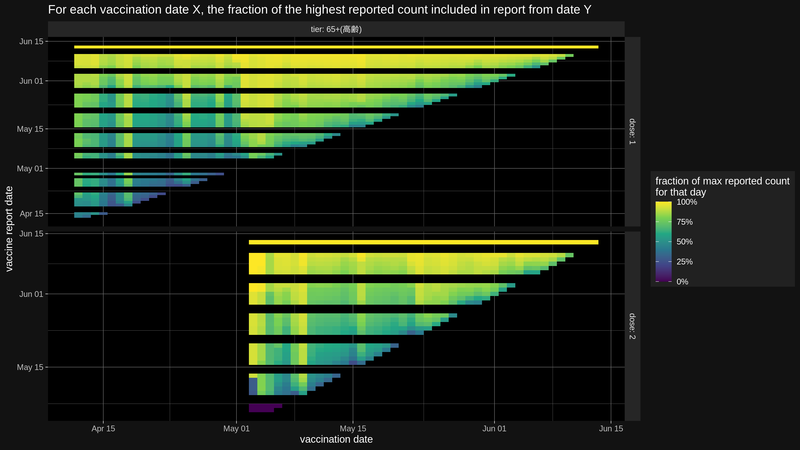 For each vaccination date X, the fraction of the highest reported count included in report from date Y
tier: 65+(高齢)
Jun 15
Jun 01
May 15
May 01
Apr 15
dose: 1
Jun 15
Jun 01
May 15
dose: 2
vaccine report date
Apr 15
May 01
May 15
Jun 01
Jun 15
vaccination date
fraction of max reported count
for that day
100%
75%
50%
25%
0%